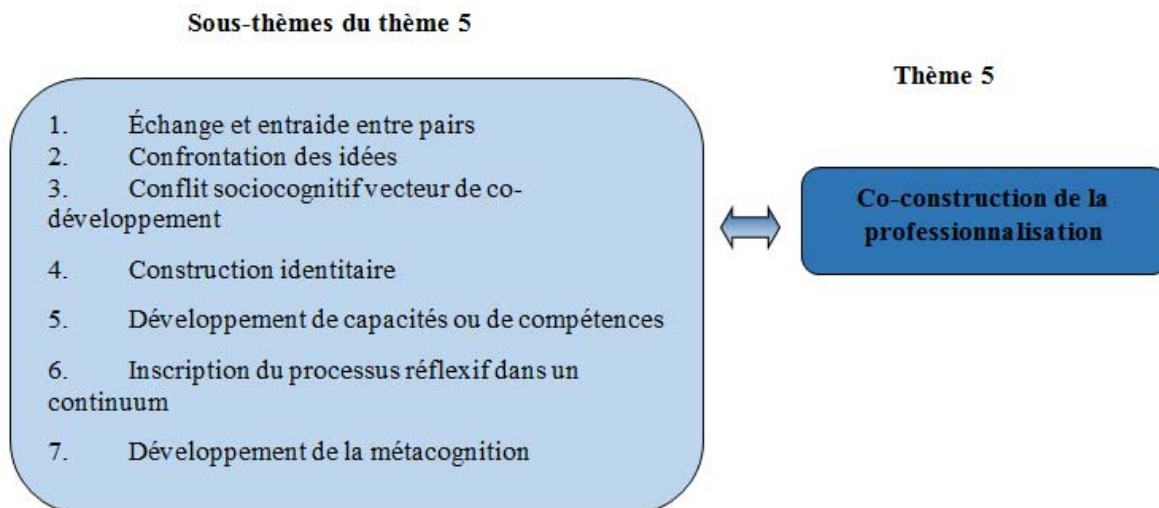 Sous-thèmes du thème 5
Thème 5
1. Échange et entraide entre pairs
2. Confrontation des idées
3. Conflit sociocognitif vecteur de co-
développement
4. Construction identitaire
5. Développement de capacités ou de compétences
6. Inscription du processus réflexif dans un
continuum
7. Développement de la métacognition
Co-construction de la
professionnalisation